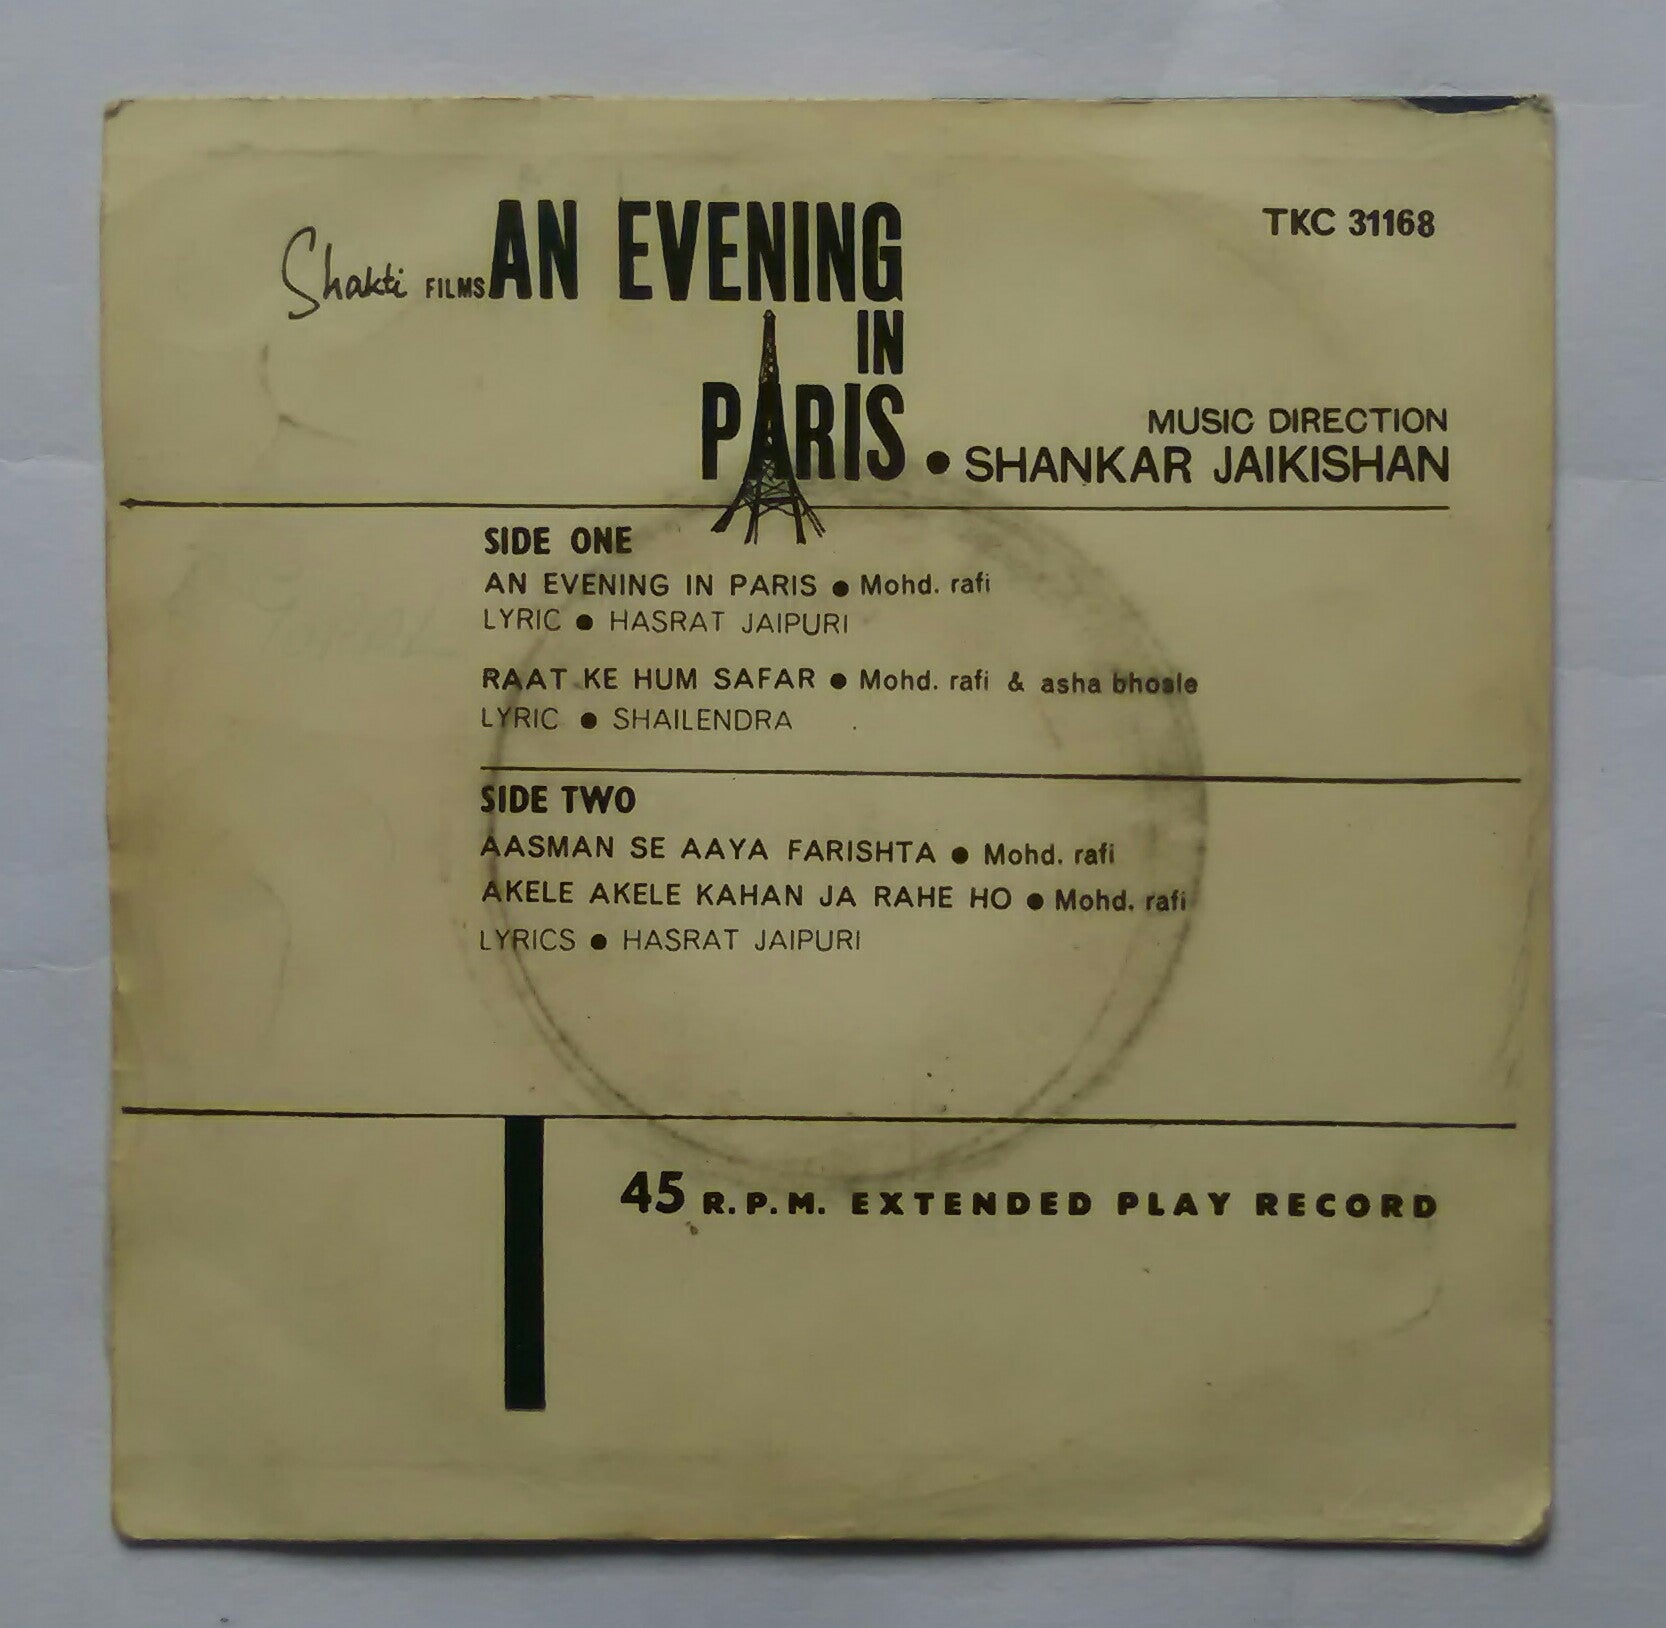 TKC 31168
Shakti FILMS AN EVENING
IN
PARIS
MUSIC DIRECTION
● SHANKAR JAIKISHAN
SIDE ONE
AN EVENING IN PARIS ● Mohd. rafi
LYRIC ● HASRAT JAIPURI
RAAT KE HUM SAFAR ● Mohd. rafi & asha bhosle
LYRIC ● SHAILENDRA
SIDE TWO
AASMAN SE AAYA FARISHTA ● Mohd. rafi
AKELE AKELE KAHAN JA RAHE HO ● Mohd. rafi
LYRICS ● HASRAT JAIPURI
45 R.P.M. EXTENDED PLAY RECORD